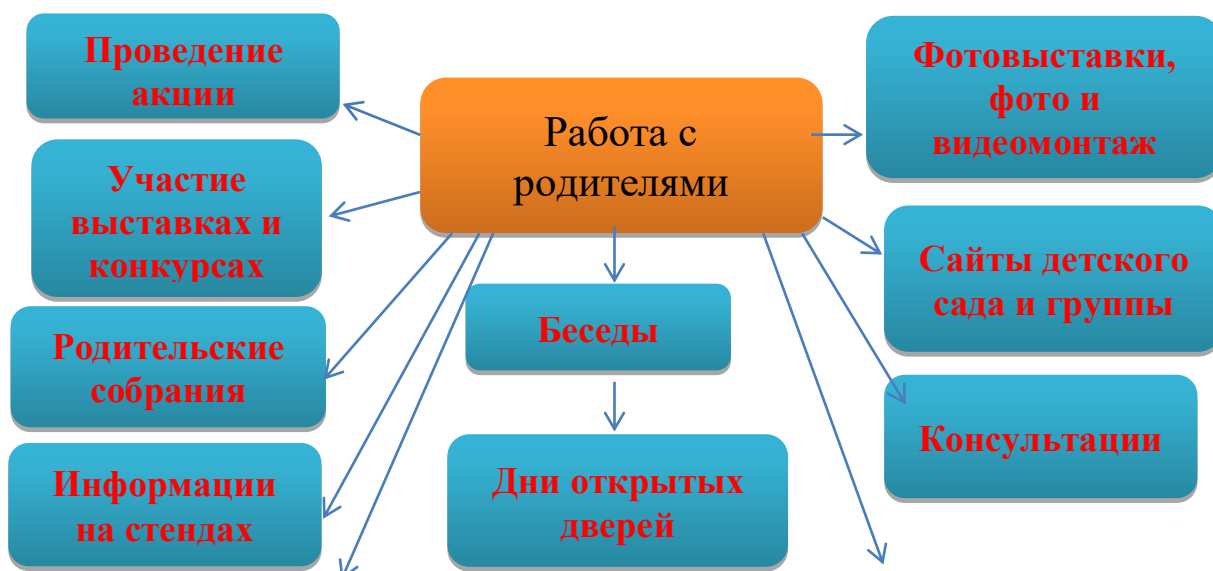 Проведение
акции
Участие
выставках и
конкурсах
Родительские
собрания
Информации
на стендах
Работа с
родителями
Беседы
Дни открытых
дверей
Фотовыставки,
фото и
видеомонтаж
Сайты детского
сада и группы
Консультации